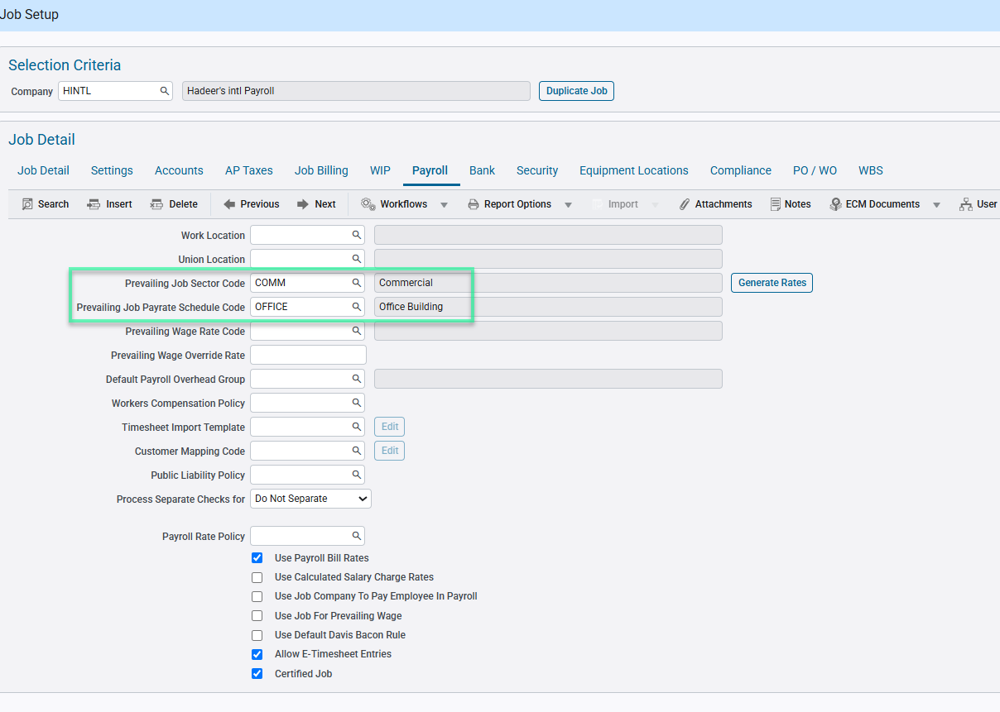 Job Setup
Selection Criteria
Company HINTL Hadeer's intl Payroll Duplicate Job
Job Detail
Job Detail Settings Accounts AP Taxes Job Billing WIP Payroll Bank Security Equipment Locations Compliance PO / WO WBS
Search Insert Delete Previous Next Workflows Report Options Import Attachments Notes ECM Documents User
Work Location
Union Location
Prevailing Job Sector Code COMM Commercial Generate Rates
Prevailing Job Payrate Schedule Code OFFICE Office Building
Prevailing Wage Rate Code
Prevailing Wage Override Rate
Default Payroll Overhead Group
Workers Compensation Policy
Timesheet Import Template Edit
Customer Mapping Code Edit
Public Liability Policy
Process Separate Checks for Do Not Separate
Payroll Rate Policy
Use Payroll Bill Rates
Use Calculated Salary Charge Rates
Use Job Company To Pay Employee In Payroll
Use Job For Prevailing Wage
Use Default Davis Bacon Rule
Allow E-Timesheet Entries
Certified Job